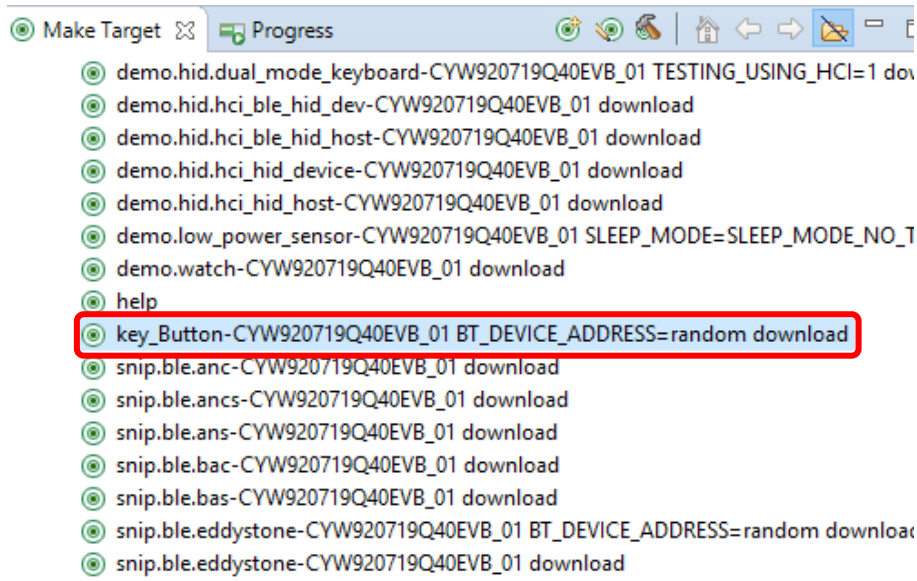 Make Target Progress
demo.hid.dual_mode_keyboard-CYW920719Q40EVB_01 TESTING_USING_HCI=1
demo.hid.hci_ble_hid_dev-CYW920719Q40EVB_01 download
demo.hid.hci_ble_hid_host-CYW920719Q40EVB_01 download
demo.hid.hci_hid_device-CYW920719Q40EVB_01 download
demo.hid.hci_hid_host-CYW920719Q40EVB_01 download
demo.low_power_sensor-CYW920719Q40EVB_01 SLEEP_MODE=SLEEP_MODE_NO_T
demo.watch-CYW920719Q40EVB_01 download
help
key_Button-CYW920719Q40EVB_01 BT_DEVICE_ADDRESS=random download
snip.ble.anc-CYW920719Q40EVB_01 download
snip.ble.ancs-CYW920719Q40EVB_01 download
snip.ble.ans-CYW920719Q40EVB_01 download
snip.ble.bac-CYW920719Q40EVB_01 download
snip.ble.bas-CYW920719Q40EVB_01 download
snip.ble.eddystone-CYW920719Q40EVB_01 BT_DEVICE_ADDRESS=random download
snip.ble.eddystone-CYW920719Q40EVB_01 download